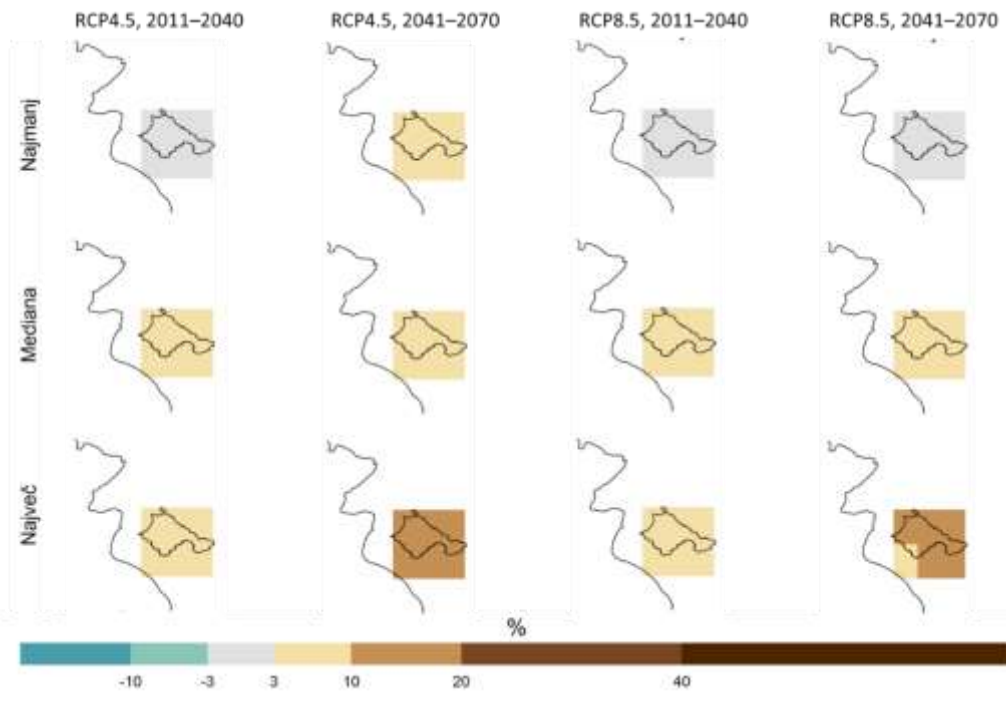 RCP4.5, 2011–2040 RCP4.5, 2041–2070 RCP8.5, 2011–2040 RCP8.5, 2041–2070
Najmanj
Mediana
Največ
%
-10 -3 3 10 20 40